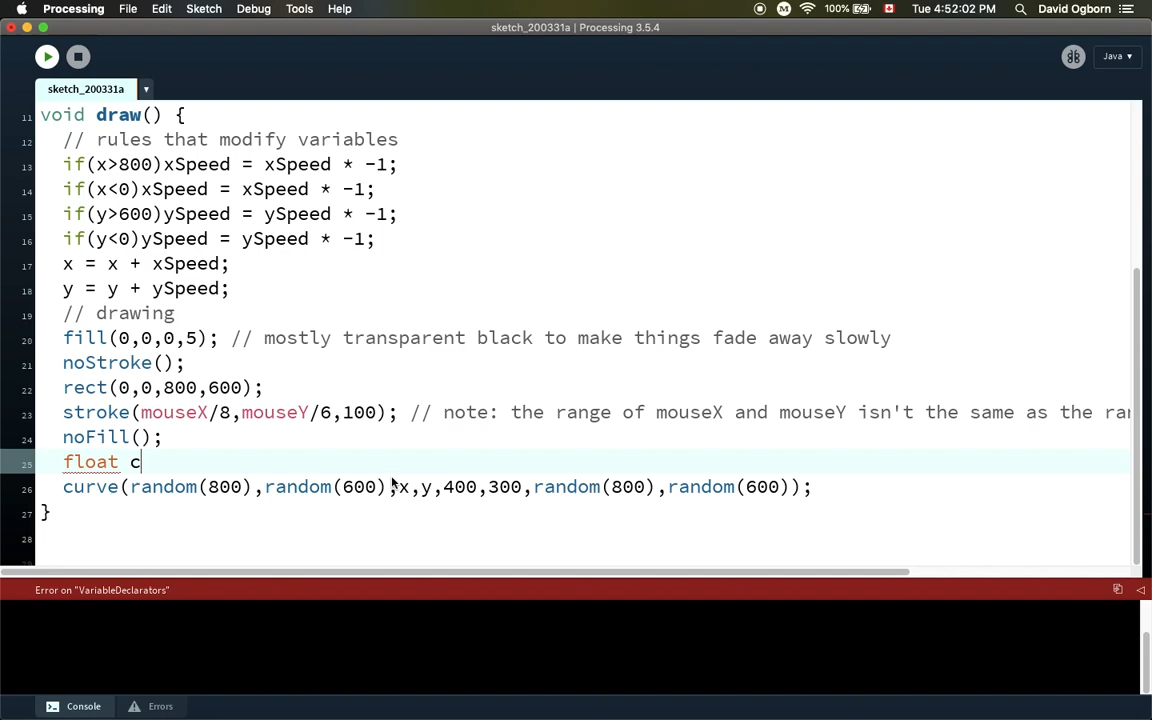 Processing File Edit Sketch Debug Tools Help 100% Tue 4:52:02 PM David Ogborn
sketch_200331a | Processing 3.5.4
Java ▾
sketch_200331a ▾
11 void draw() {
12 // rules that modify variables
13 if(x>800)xSpeed = xSpeed * -1;
14 if(x<0)xSpeed = xSpeed * -1;
15 if(y>600)ySpeed = ySpeed * -1;
16 if(y<0)ySpeed = ySpeed * -1;
17 x = x + xSpeed;
18 y = y + ySpeed;
19 // drawing
20 fill(0,0,0,5); // mostly transparent black to make things fade away slowly
21 noStroke();
22 rect(0,0,800,600);
23 stroke(mouseX/8,mouseY/6,100); // note: the range of mouseX and mouseY isn't the same as the ra
24 noFill();
25 float c
26 curve(random(800),random(600),x,y,400,300,random(800),random(600));
27 }
28
Error on "VariableDeclarators"
Console Errors